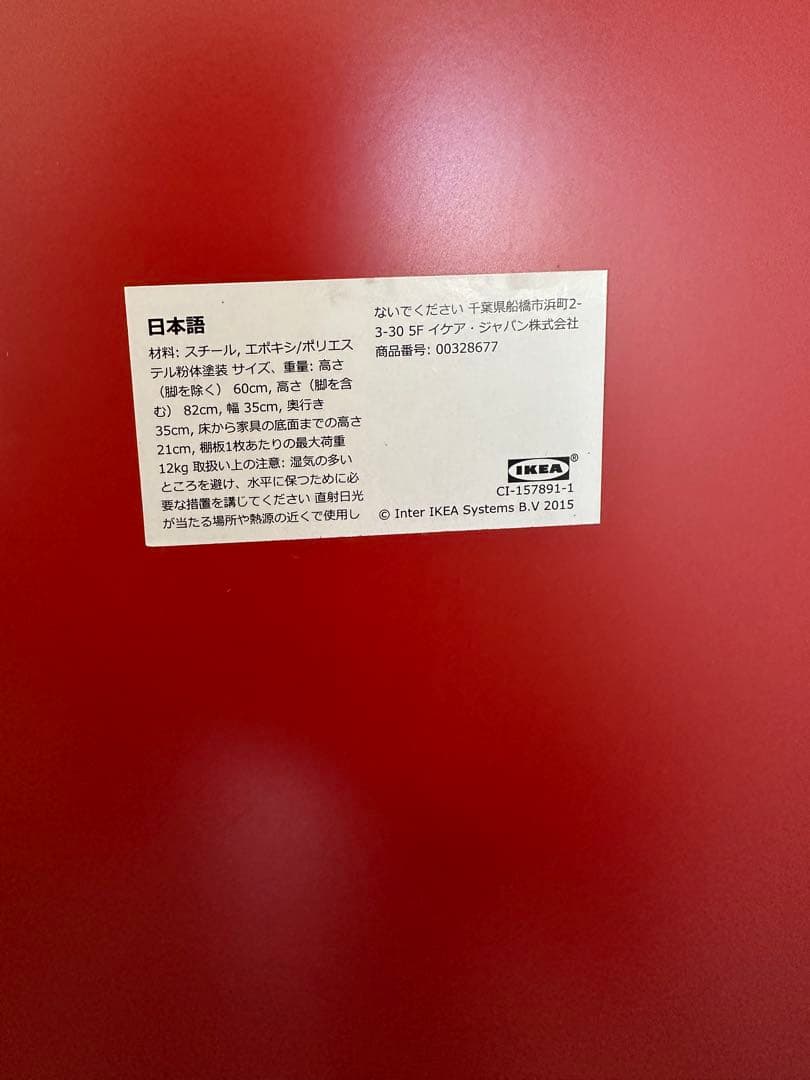 日本語
材料: スチール, エポキシ/ポリエス
テル粉体塗装 サイズ、重量: 高さ
（脚を除く） 60cm, 高さ（脚を含
む） 82cm, 幅 35cm, 奥行き
35cm, 床から家具の底面までの高さ
21cm, 棚板1枚あたりの最大荷重
12kg 取扱い上の注意: 湿気の多い
ところを避け、水平に保つために必
要な措置を講じてください 直射日光
が当たる場所や熱源の近くで使用し
ないでください 千葉県船橋市浜町2-
3-30 5F イケア・ジャパン株式会社
商品番号: 00328677
IKEA®
CI-157891-1
© Inter IKEA Systems B.V 2015